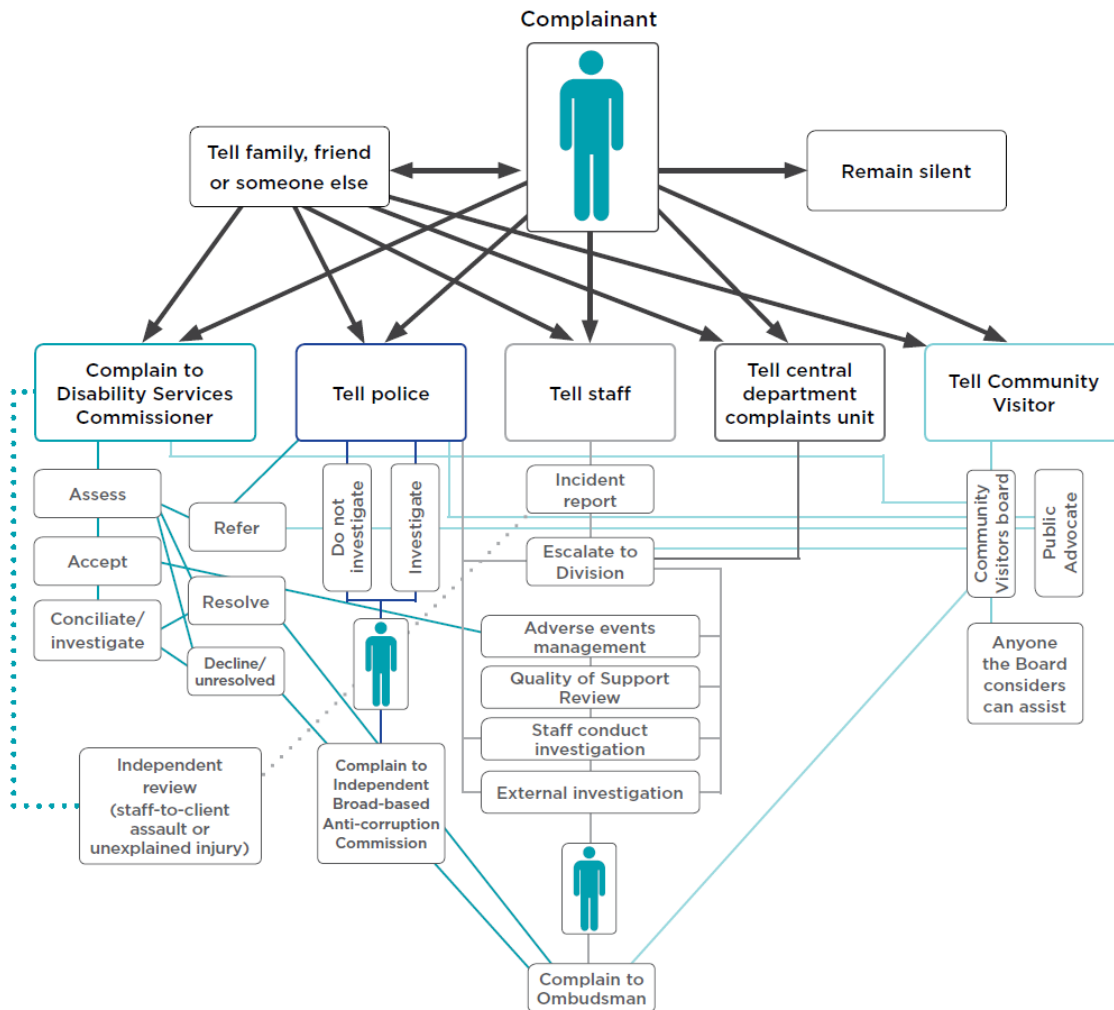 Complainant
Tell family, friend
or someone else
Remain silent
Complain to
Disability Services
Commissioner
Tell police
Tell staff
Tell central
department
complaints unit
Tell Community
Visitor
Assess
Refer
Accept
Resolve
Conciliate/
investigate
Decline/
unresolved
Do not
investigate
Investigate
Incident
report
Escalate to
Division
Community
Visitors board
Public
Advocate
Adverse events
management
Quality of Support
Review
Staff conduct
investigation
External investigation
Anyone
the Board
considers
can assist
Independent
review
(staff-to-client
assault or
unexplained injury)
Complain to
Independent
Broad-based
Anti-corruption
Commission
Complain to
Ombudsman